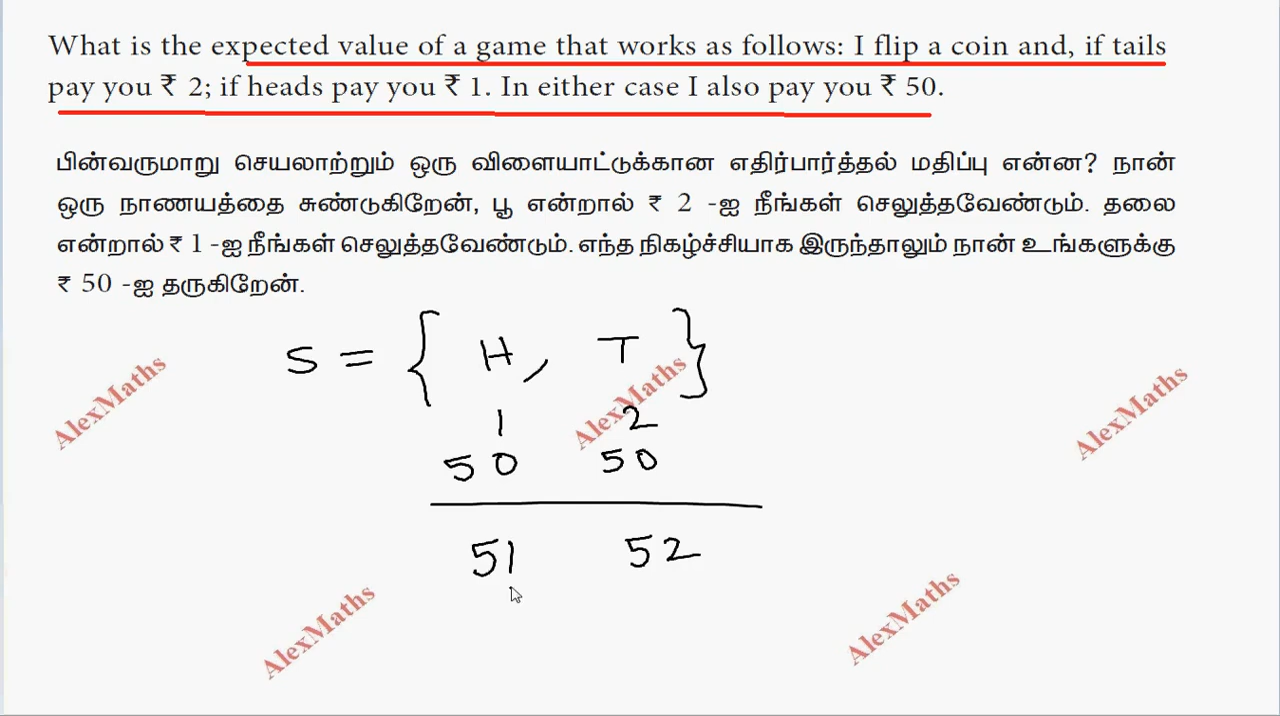 What is the expected value of a game that works as follows: I flip a coin and, if tails
pay you ₹ 2; if heads pay you ₹ 1. In either case I also pay you ₹ 50.
பின்வருமாறு செயலாற்றும் ஒரு விளையாட்டுக்கான எதிர்பார்த்தல் மதிப்பு என்ன? நான்
ஒரு நாணயத்தை சுண்டுகிறேன், பூ என்றால் ₹ 2 -ஐ நீங்கள் செலுத்தவேண்டும். தலை
என்றால் ₹ 1 -ஐ நீங்கள் செலுத்தவேண்டும். எந்த நிகழ்ச்சியாக இருந்தாலும் நான் உங்களுக்கு
₹ 50 -ஐ தருகிறேன்.
S = { H, T }
1 2
50 50
51 52
AlexMaths
AlexMaths
AlexMaths
AlexMaths
AlexMaths